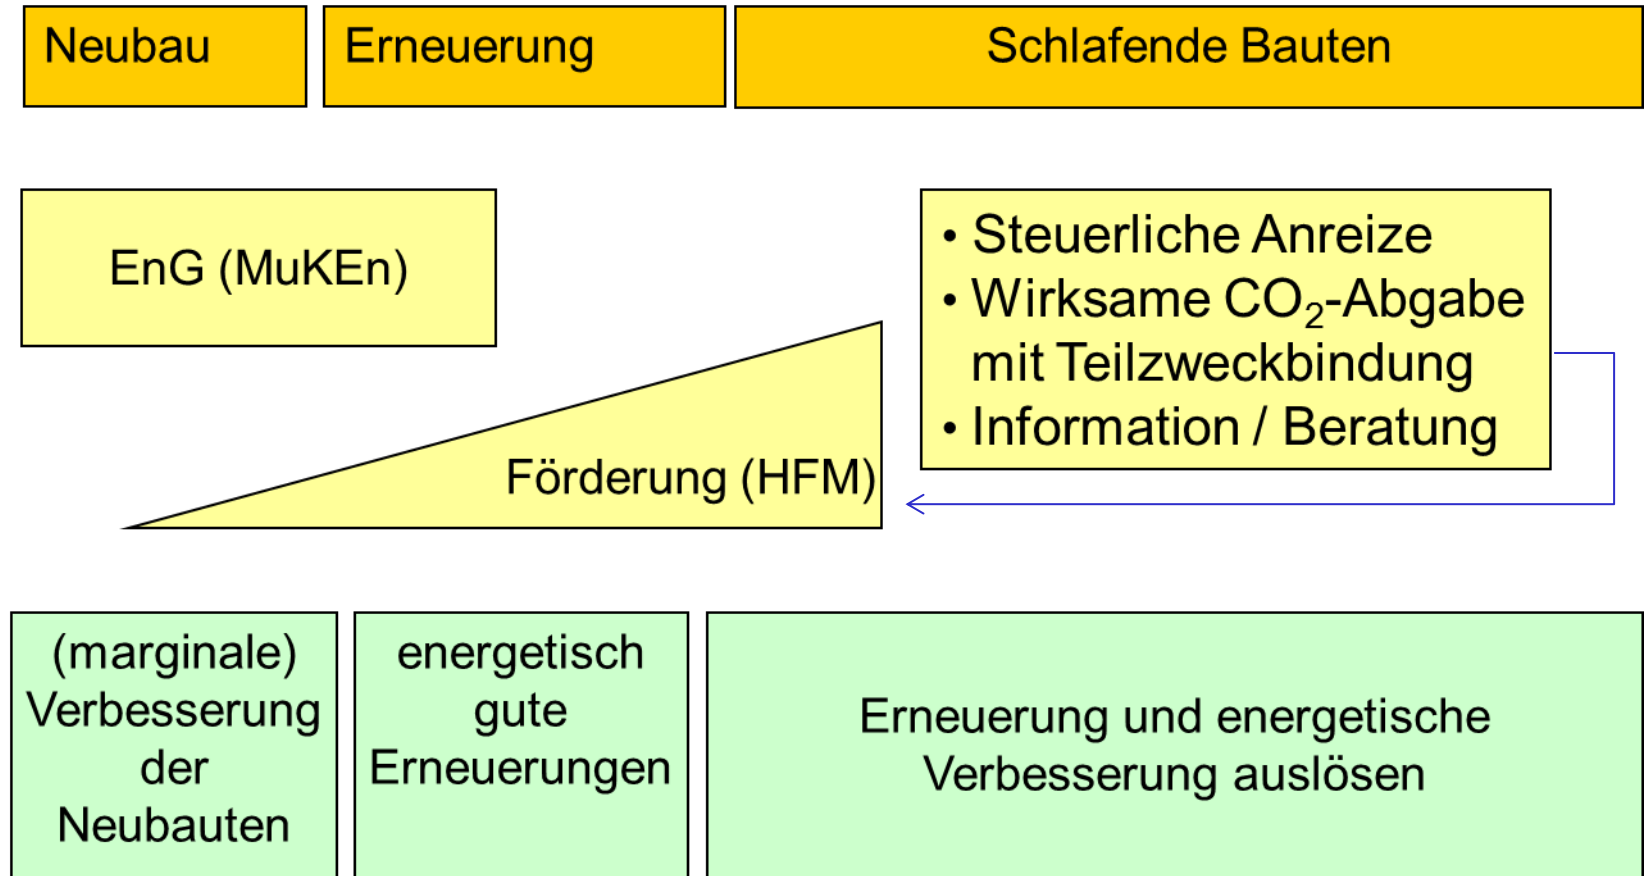 Neubau
Erneuerung
Schlafende Bauten
EnG (MuKEn)
• Steuerliche Anreize
• Wirksame CO₂-Abgabe
mit Teilzweckbindung
• Information / Beratung
Förderung (HFM)
(marginale)
Verbesserung
der
Neubauten
energetisch
gute
Erneuerungen
Erneuerung und energetische
Verbesserung auslösen